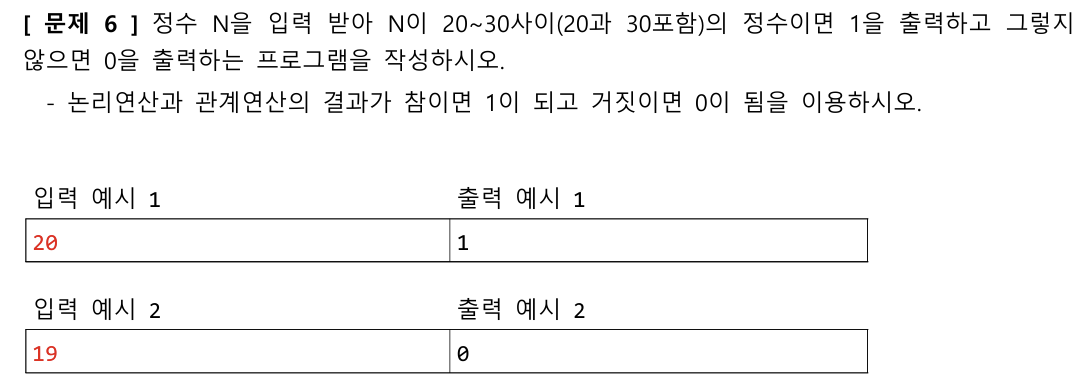 [ 문제 6 ] 정수 N을 입력 받아 N이 20~30사이(20과 30포함)의 정수이면 1을 출력하고 그렇지
않으면 0을 출력하는 프로그램을 작성하시오.
- 논리연산과 관계연산의 결과가 참이면 1이 되고 거짓이면 0이 됨을 이용하시오.
입력 예시 1 출력 예시 1
20 1
입력 예시 2 출력 예시 2
19 0